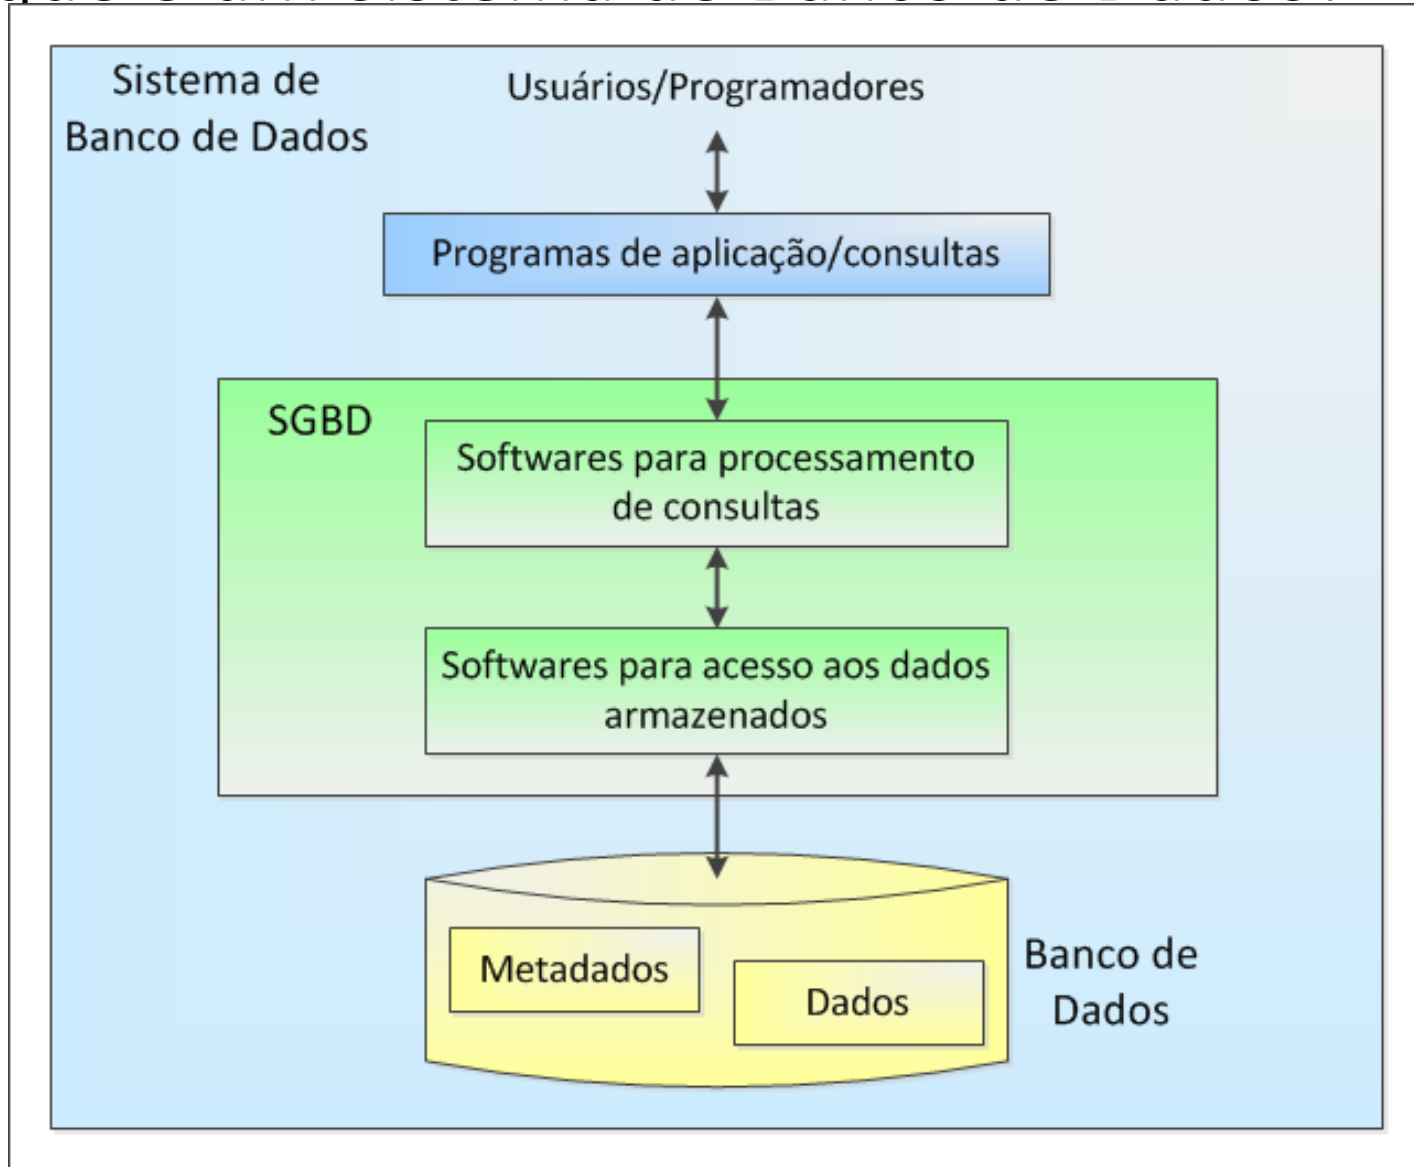 Sistema de
Banco de Dados
Usuários/Programadores
Programas de aplicação/consultas
SGBD
Softwares para processamento
de consultas
Softwares para acesso aos dados
armazenados
Metadados
Dados
Banco de
Dados